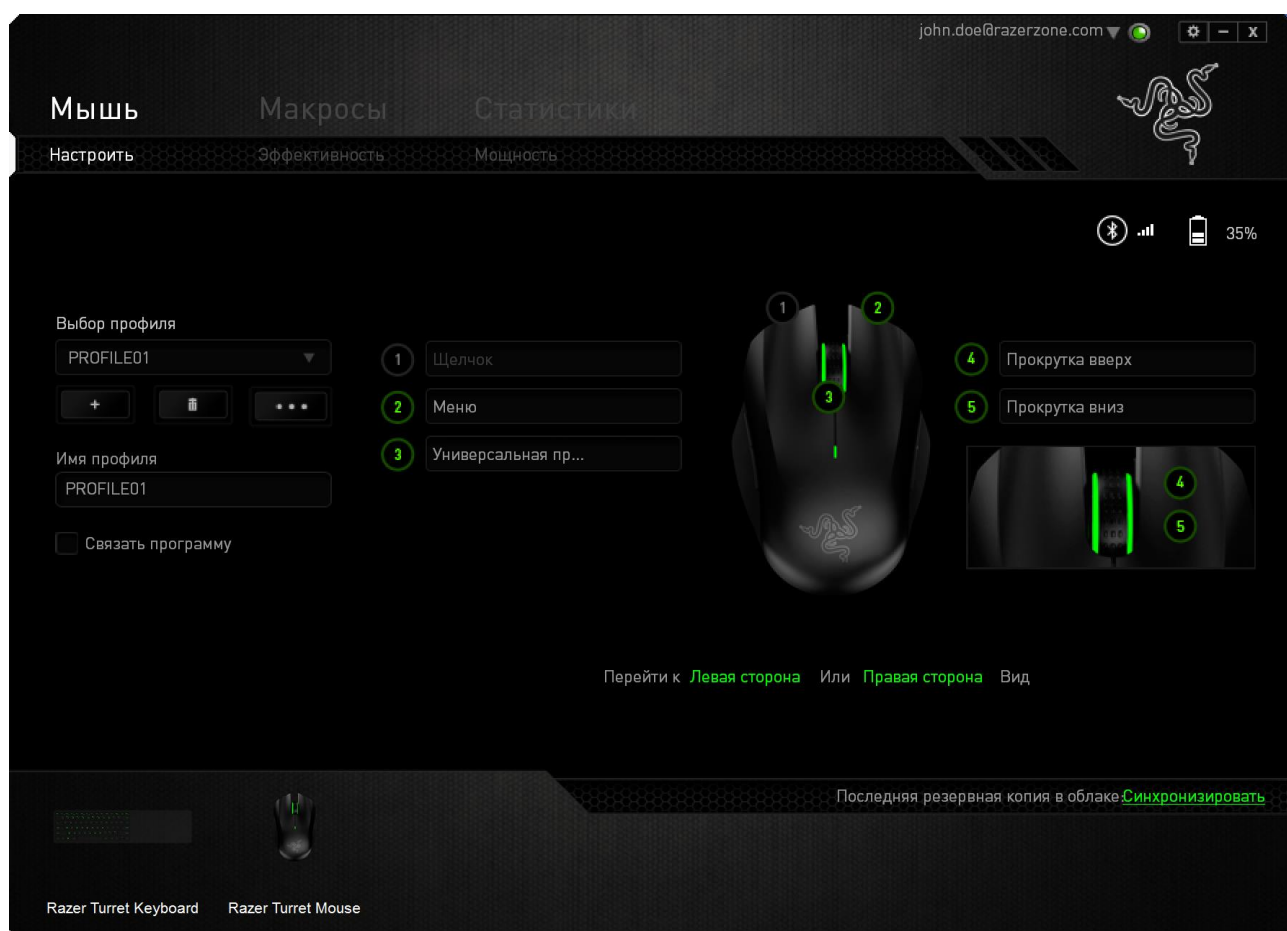 john.doe@razerzone.com
Мышь Макросы Статистики
Настроить Эффективность Мощность
35%
Выбор профиля
PROFILE01
Имя профиля
PROFILE01
Связать программу
1 Щелчок
2 Меню
3 Универсальная пр...
1 2
3
4 Прокрутка вверх
5 Прокрутка вниз
4
5
Перейти к Левая сторона Или Правая сторона Вид
Последняя резервная копия в облаке:Синхронизировать
Razer Turret Keyboard Razer Turret Mouse